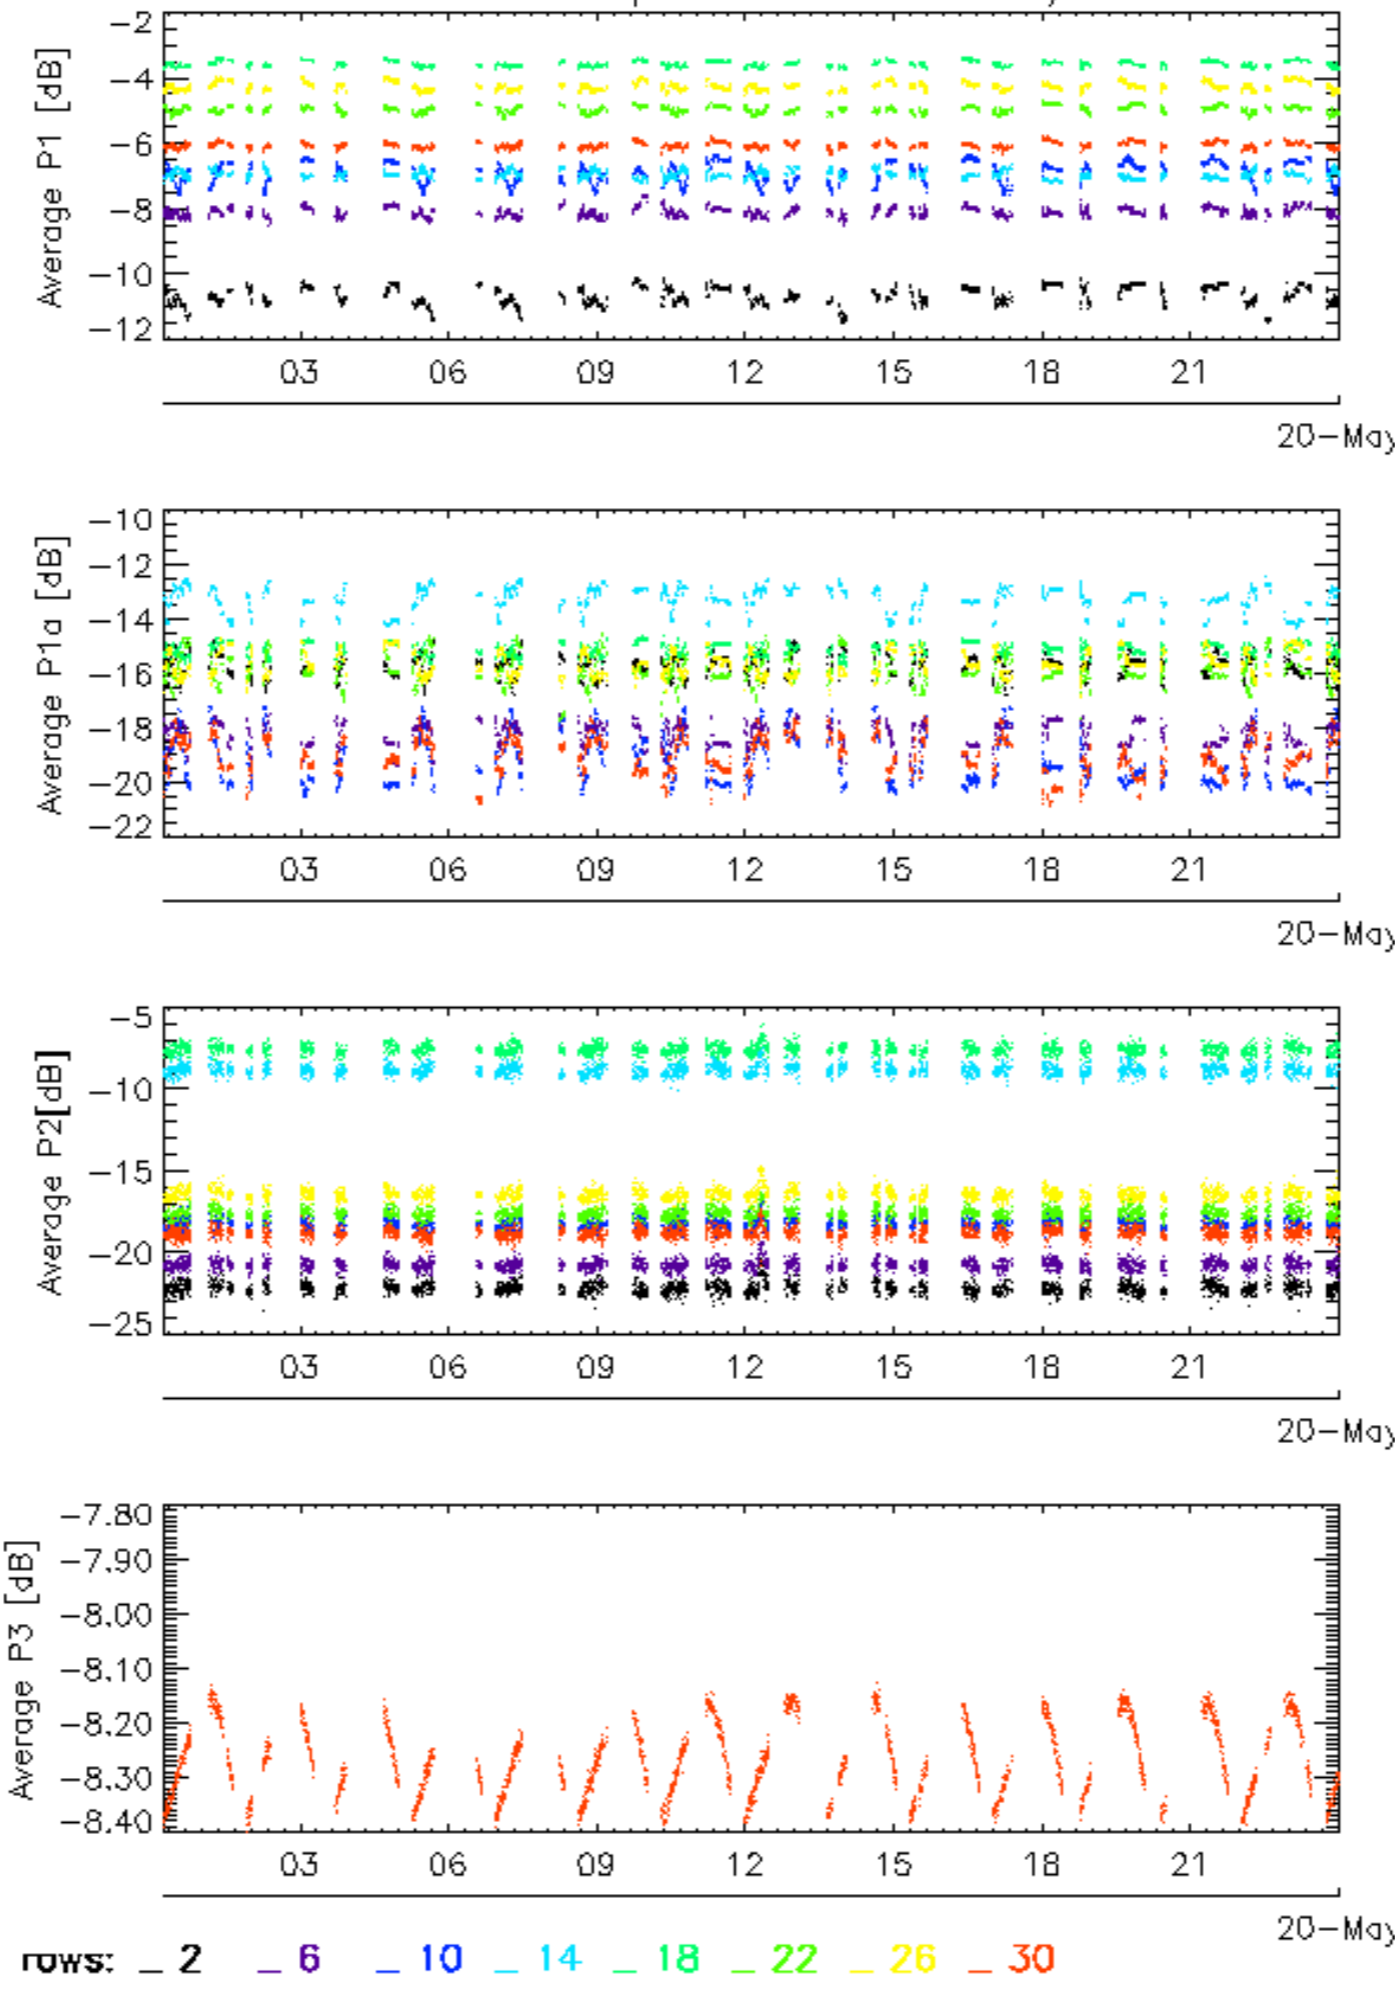 Average P1 [dB]
−2
−4
−6
−8
−10
−12
03 06 09 12 15 18 21
20−May
Average P1a [dB]
−10
−12
−14
−16
−18
−20
−22
03 06 09 12 15 18 21
20−May
Average P2[dB]
−5
−10
−15
−20
−25
03 06 09 12 15 18 21
20−May
Average P3 [dB]
−7.80
−7.90
−8.00
−8.10
−8.20
−8.30
−8.40
03 06 09 12 15 18 21
20−May
rows: _ 2 _ 6 _ 10 _ 14 _ 18 _ 22 _ 26 _ 30